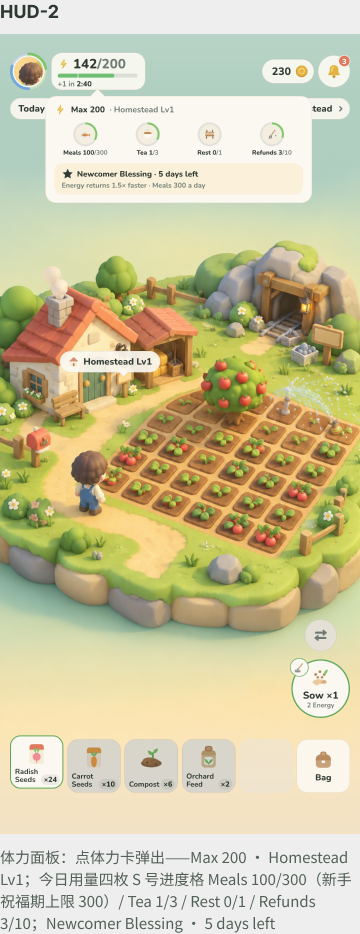 HUD-2
142/200
+1 in 2:40
230
3
Today
stead >
Max 200 · Homestead Lv1
Meals 100/300
Tea 1/3
Rest 0/1
Refunds 3/10
Newcomer Blessing · 5 days left
Energy returns 1.5× faster · Meals 300 a day
Homestead Lv1
Sow ×1
2 Energy
Radish Seeds ×24
Carrot Seeds ×10
Compost ×6
Orchard Feed ×2
Bag
体力面板：点体力卡弹出——Max 200 · Homestead
Lv1；今日用量四枚 S 号进度格 Meals 100/300（新手
祝福期上限 300）/ Tea 1/3 / Rest 0/1 / Refunds
3/10；Newcomer Blessing · 5 days left